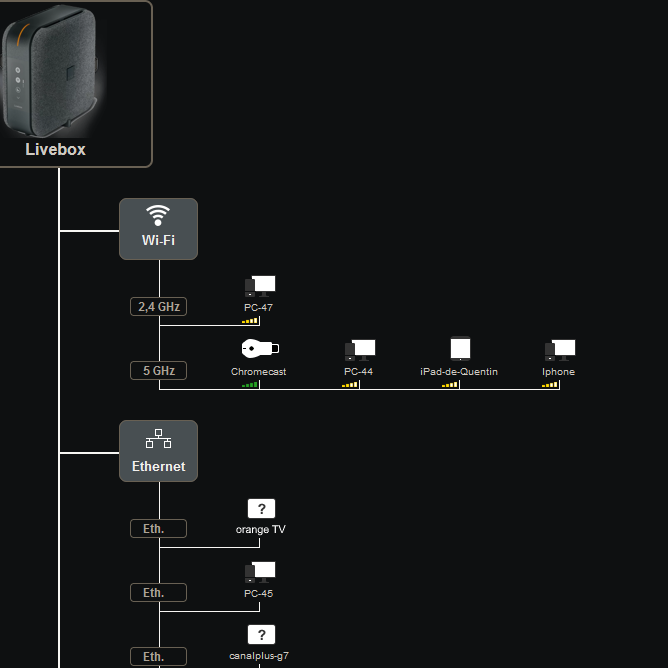 Livebox
Wi-Fi
2,4 GHz
PC-47
5 GHz
Chromecast
PC-44
iPad-de-Quentin
Iphone
Ethernet
Eth.
?
orange TV
Eth.
PC-45
Eth.
?
canalplus-g7